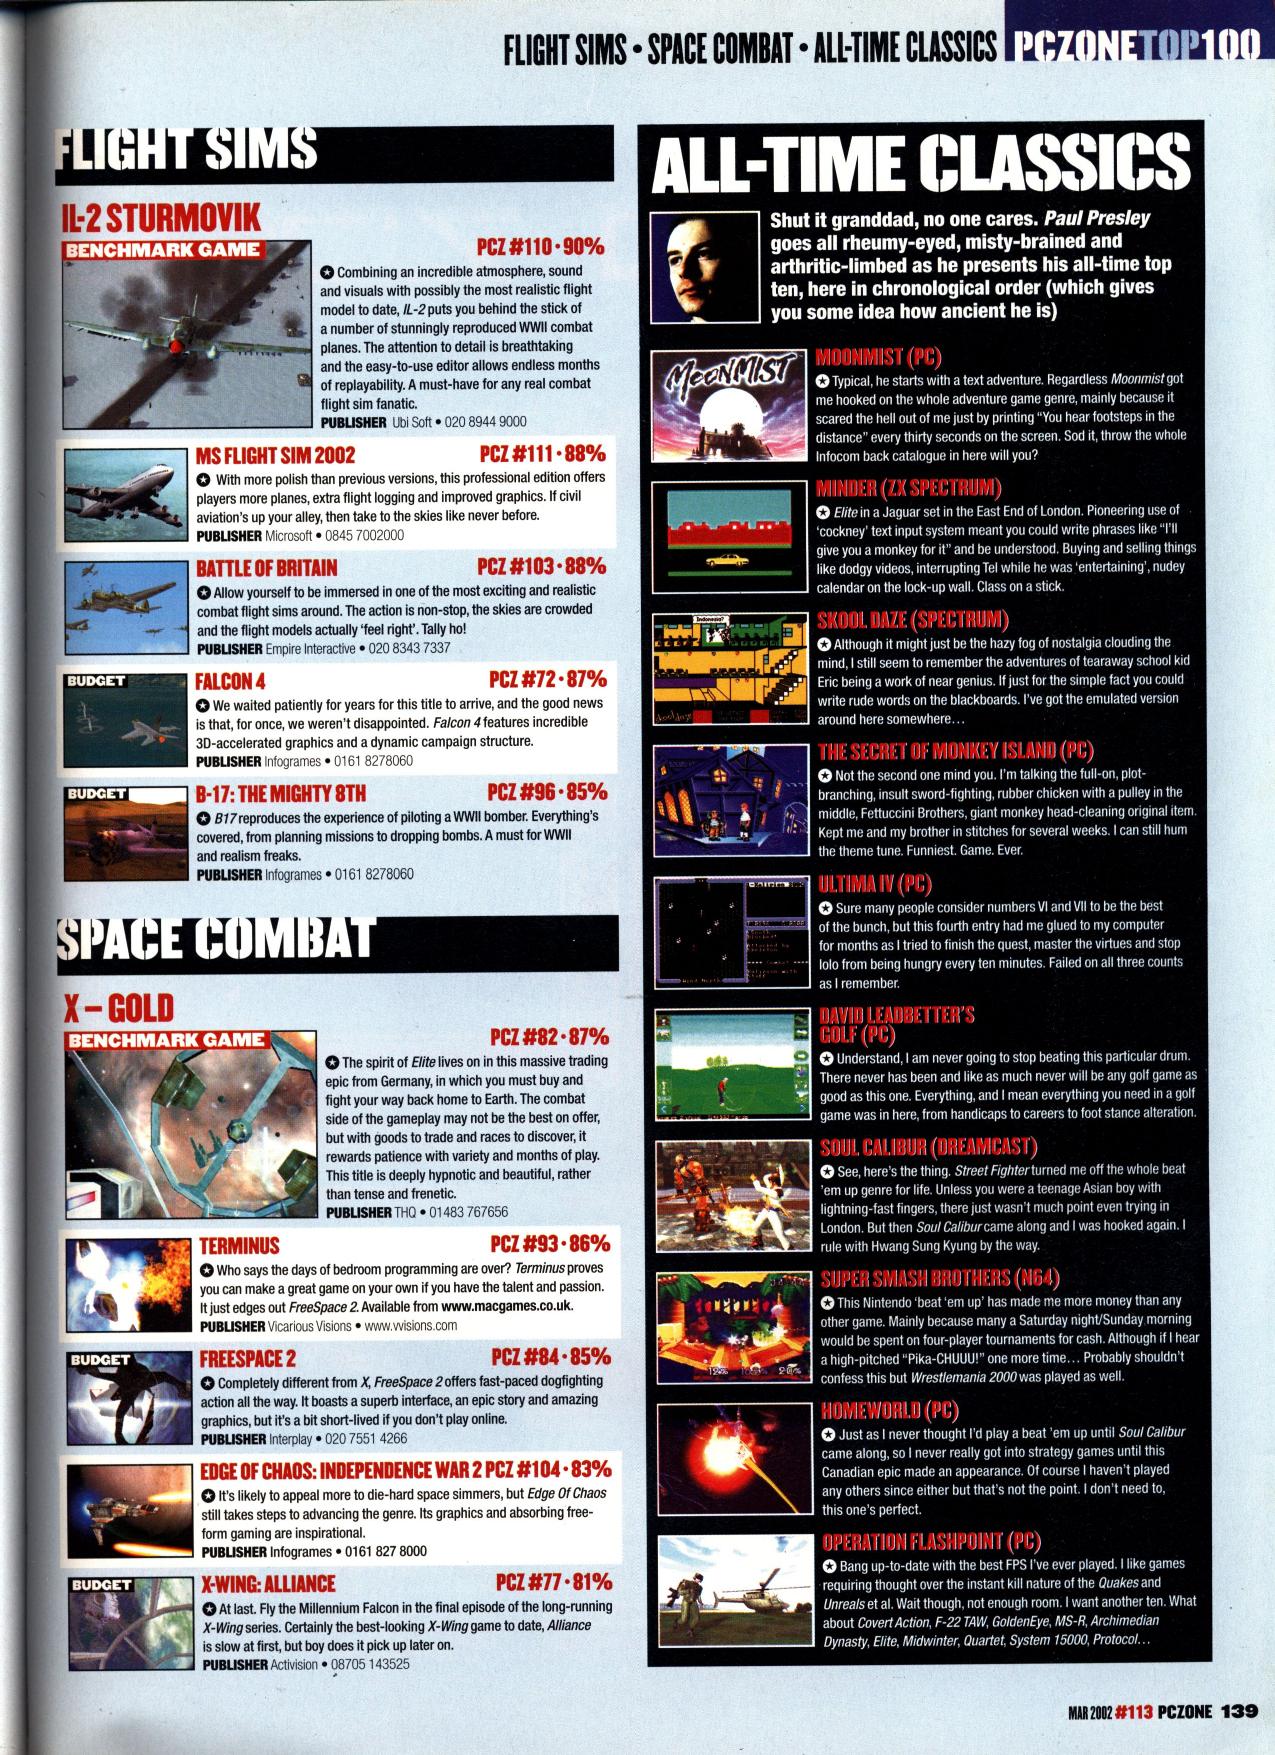 FLIGHT SIMS • SPACE COMBAT • ALL-TIME CLASSICS PCZONETOP100
FLIGHT SIMS
IL-2 STURMOVIK
BENCHMARK GAME
PCZ #110 • 90%
Combining an incredible atmosphere, sound
and visuals with possibly the most realistic flight
model to date, IL-2 puts you behind the stick of
a number of stunningly reproduced WWII combat
planes. The attention to detail is breathtaking
and the easy-to-use editor allows endless months
of replayability. A must-have for any real combat
flight sim fanatic.
PUBLISHER Ubi Soft • 020 8944 9000
MS FLIGHT SIM 2002 PCZ #111 • 88%
With more polish than previous versions, this professional edition offers
players more planes, extra flight logging and improved graphics. If civil
aviation's up your alley, then take to the skies like never before.
PUBLISHER Microsoft • 0845 7002000
BATTLE OF BRITAIN PCZ #103 • 88%
Allow yourself to be immersed in one of the most exciting and realistic
combat flight sims around. The action is non-stop, the skies are crowded
and the flight models actually 'feel right'. Tally ho!
PUBLISHER Empire Interactive • 020 8343 7337
BUDGET
FALCON 4 PCZ #72 • 87%
We waited patiently for years for this title to arrive, and the good news
is that, for once, we weren't disappointed. Falcon 4 features incredible
3D-accelerated graphics and a dynamic campaign structure.
PUBLISHER Infogrames • 0161 8278060
BUDGET
B-17: THE MIGHTY 8TH PCZ #96 • 85%
B17 reproduces the experience of piloting a WWII bomber. Everything's
covered, from planning missions to dropping bombs. A must for WWII
and realism freaks.
PUBLISHER Infogrames • 0161 8278060
SPACE COMBAT
X – GOLD
BENCHMARK GAME
PCZ #82 • 87%
The spirit of Elite lives on in this massive trading
epic from Germany, in which you must buy and
fight your way back home to Earth. The combat
side of the gameplay may not be the best on offer,
but with goods to trade and races to discover, it
rewards patience with variety and months of play.
This title is deeply hypnotic and beautiful, rather
than tense and frenetic.
PUBLISHER THQ • 01483 767656
TERMINUS PCZ #93 • 86%
Who says the days of bedroom programming are over? Terminus proves
you can make a great game on your own if you have the talent and passion.
It just edges out FreeSpace 2. Available from www.macgames.co.uk.
PUBLISHER Vicarious Visions • www.vvisions.com
BUDGET
FREESPACE 2 PCZ #84 • 85%
Completely different from X, FreeSpace 2 offers fast-paced dogfighting
action all the way. It boasts a superb interface, an epic story and amazing
graphics, but it's a bit short-lived if you don't play online.
PUBLISHER Interplay • 020 7551 4266
EDGE OF CHAOS: INDEPENDENCE WAR 2 PCZ #104 • 83%
It's likely to appeal more to die-hard space simmers, but Edge Of Chaos
still takes steps to advancing the genre. Its graphics and absorbing free-
form gaming are inspirational.
PUBLISHER Infogrames • 0161 827 8000
BUDGET
X-WING: ALLIANCE PCZ #77 • 81%
At last. Fly the Millennium Falcon in the final episode of the long-running
X-Wing series. Certainly the best-looking X-Wing game to date, Alliance
is slow at first, but boy does it pick up later on.
PUBLISHER Activision • 08705 143525
ALL-TIME CLASSICS
Shut it granddad, no one cares. Paul Presley
goes all rheumy-eyed, misty-brained and
arthritic-limbed as he presents his all-time top
ten, here in chronological order (which gives
you some idea how ancient he is)
MOONMIST
MOONMIST (PC)
Typical, he starts with a text adventure. Regardless Moonmist got
me hooked on the whole adventure game genre, mainly because it
scared the hell out of me just by printing "You hear footsteps in the
distance" every thirty seconds on the screen. Sod it, throw the whole
Infocom back catalogue in here will you?
MINDER (ZX SPECTRUM)
Elite in a Jaguar set in the East End of London. Pioneering use of
'cockney' text input system meant you could write phrases like "I'll
give you a monkey for it" and be understood. Buying and selling things
like dodgy videos, interrupting Tel while he was 'entertaining', nudey
calendar on the lock-up wall. Class on a stick.
Indonesia?
SKOOL DAZE (SPECTRUM)
Although it might just be the hazy fog of nostalgia clouding the
mind, I still seem to remember the adventures of tearaway school kid
Eric being a work of near genius. If just for the simple fact you could
write rude words on the blackboards. I've got the emulated version
around here somewhere...
THE SECRET OF MONKEY ISLAND (PC)
Not the second one mind you. I'm talking the full-on, plot-
branching, insult sword-fighting, rubber chicken with a pulley in the
middle, Fettuccini Brothers, giant monkey head-cleaning original item.
Kept me and my brother in stitches for several weeks. I can still hum
the theme tune. Funniest. Game. Ever.
ULTIMA IV (PC)
Sure many people consider numbers VI and VII to be the best
of the bunch, but this fourth entry had me glued to my computer
for months as I tried to finish the quest, master the virtues and stop
Iolo from being hungry every ten minutes. Failed on all three counts
as I remember.
DAVID LEADBETTER'S
GOLF (PC)
Understand, I am never going to stop beating this particular drum.
There never has been and like as much never will be any golf game as
good as this one. Everything, and I mean everything you need in a golf
game was in here, from handicaps to careers to foot stance alteration.
SOUL CALIBUR (DREAMCAST)
See, here's the thing. Street Fighter turned me off the whole beat
'em up genre for life. Unless you were a teenage Asian boy with
lightning-fast fingers, there just wasn't much point even trying in
London. But then Soul Calibur came along and I was hooked again. I
rule with Hwang Sung Kyung by the way.
SUPER SMASH BROTHERS (N64)
This Nintendo 'beat 'em up' has made me more money than any
other game. Mainly because many a Saturday night/Sunday morning
would be spent on four-player tournaments for cash. Although if I hear
a high-pitched "Pika-CHUUU!" one more time... Probably shouldn't
confess this but Wrestlemania 2000 was played as well.
HOMEWORLD (PC)
Just as I never thought I'd play a beat 'em up until Soul Calibur
came along, so I never really got into strategy games until this
Canadian epic made an appearance. Of course I haven't played
any others since either but that's not the point. I don't need to,
this one's perfect.
OPERATION FLASHPOINT (PC)
Bang up-to-date with the best FPS I've ever played. I like games
requiring thought over the instant kill nature of the Quakes and
Unreals et al. Wait though, not enough room. I want another ten. What
about Covert Action, F-22 TAW, GoldenEye, MS-R, Archimedian
Dynasty, Elite, Midwinter, Quartet, System 15000, Protocol...
MAR 2002 #113 PCZONE 139